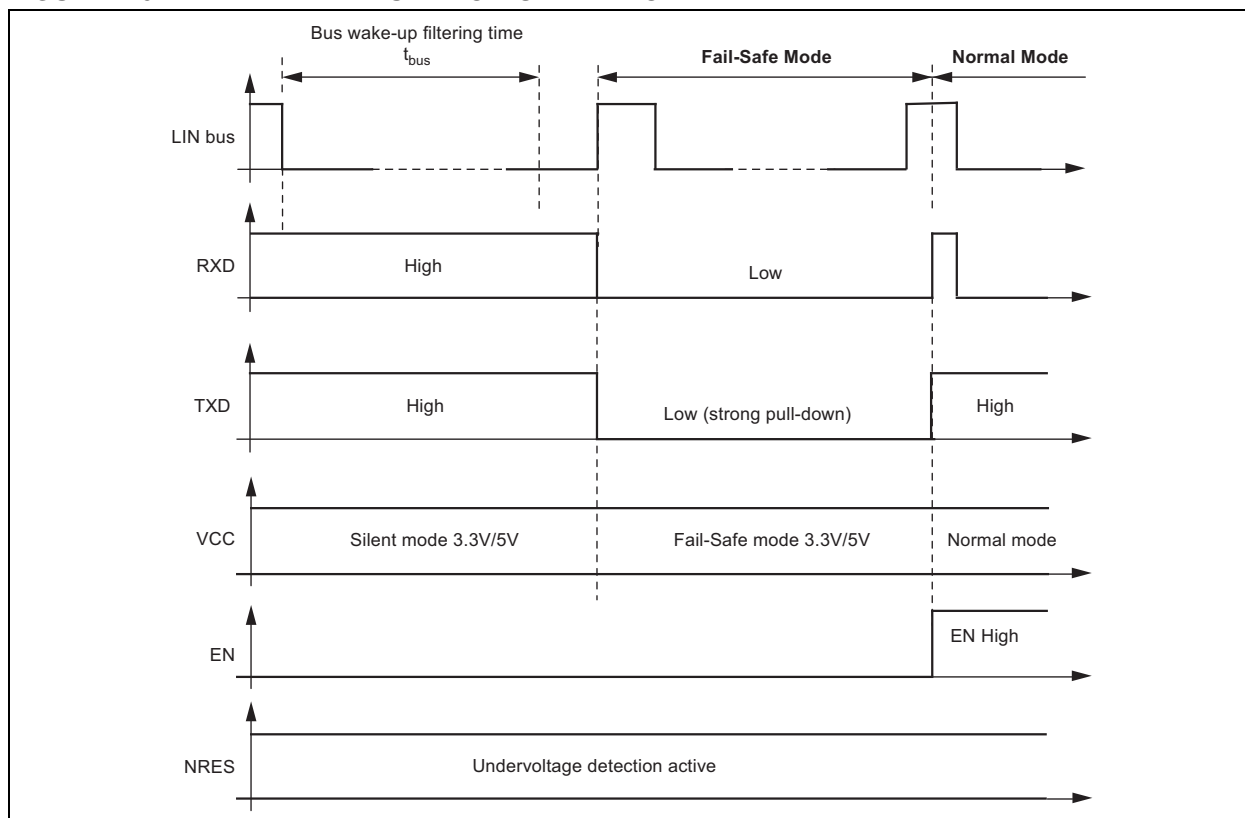 Bus wake-up filtering time
tbus
Fail-Safe Mode
Normal Mode
LIN bus
RXD
High
Low
TXD
High
Low (strong pull-down)
High
VCC
Silent mode 3.3V/5V
Fail-Safe mode 3.3V/5V
Normal mode
EN
EN High
NRES
Undervoltage detection active